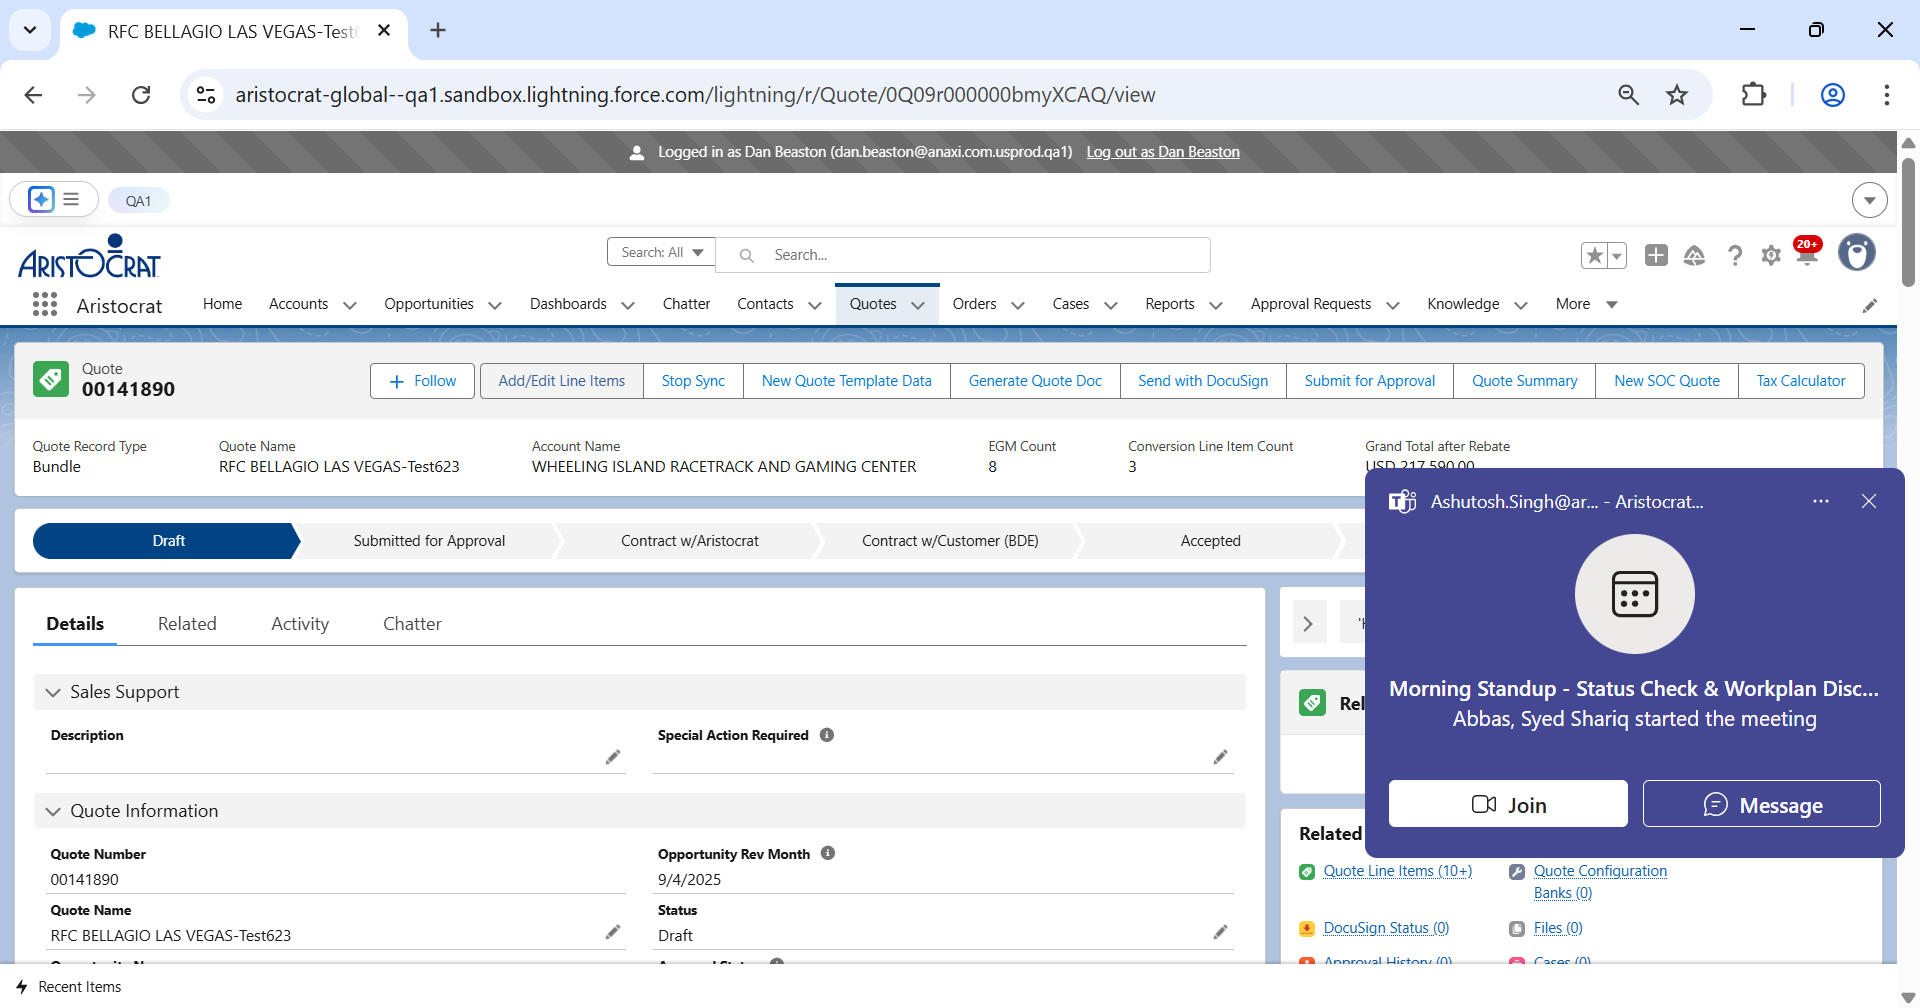 RFC BELLAGIO LAS VEGAS-Test
aristocrat-global--qa1.sandbox.lightning.force.com/lightning/r/Quote/0Q09r000000bmyXCAQ/view
Logged in as Dan Beaston (dan.beaston@anaxi.com.usprod.qa1) Log out as Dan Beaston
QA1
ARISTOCRAT
Search: All
Search...
20+
Aristocrat
Home
Accounts
Opportunities
Dashboards
Chatter
Contacts
Quotes
Orders
Cases
Reports
Approval Requests
Knowledge
More
Quote
00141890
Follow
Add/Edit Line Items
Stop Sync
New Quote Template Data
Generate Quote Doc
Send with DocuSign
Submit for Approval
Quote Summary
New SOC Quote
Tax Calculator
Quote Record Type
Bundle
Quote Name
RFC BELLAGIO LAS VEGAS-Test623
Account Name
WHEELING ISLAND RACETRACK AND GAMING CENTER
EGM Count
8
Conversion Line Item Count
3
Grand Total after Rebate
USD 217,590.00
Draft
Submitted for Approval
Contract w/Aristocrat
Contract w/Customer (BDE)
Accepted
Details
Related
Activity
Chatter
Sales Support
Description
Special Action Required
Quote Information
Quote Number
00141890
Opportunity Rev Month
9/4/2025
Quote Name
RFC BELLAGIO LAS VEGAS-Test623
Status
Draft
Rel
Related
Quote Line Items (10+)
Quote Configuration
Banks (0)
DocuSign Status (0)
Files (0)
Approval History (0)
Cases (0)
Ashutosh.Singh@ar... - Aristocrat...
Morning Standup - Status Check & Workplan Disc...
Abbas, Syed Shariq started the meeting
Join
Message
Recent Items